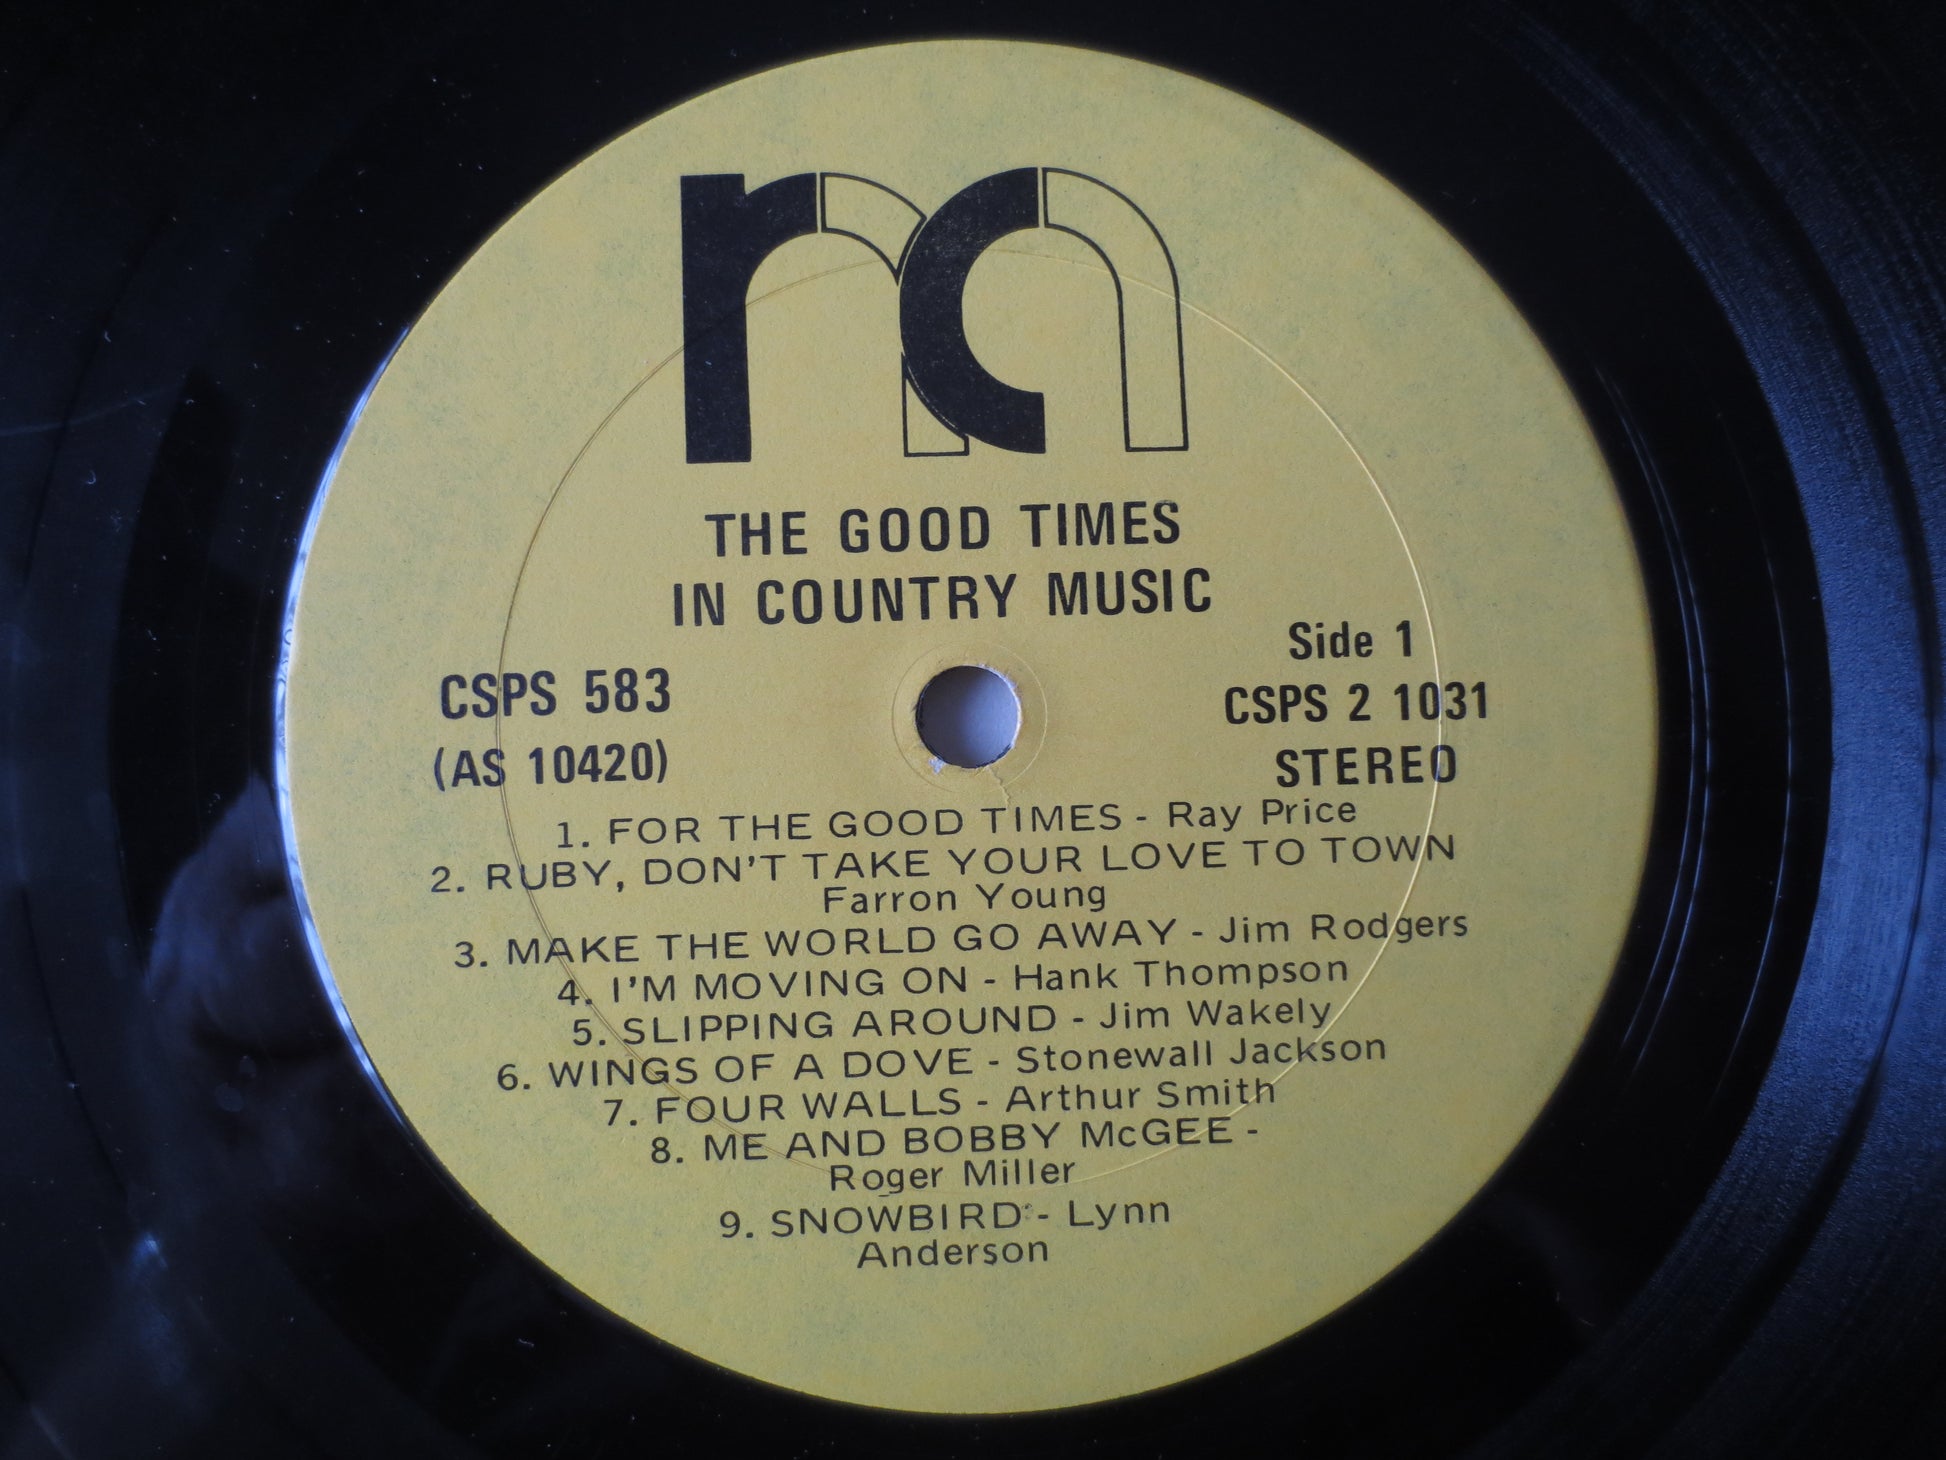 THE GOOD TIMES
IN COUNTRY MUSIC
Side 1
CSPS 583
CSPS 2 1031
(AS 10420)
STEREO
1. FOR THE GOOD TIMES - Ray Price
2. RUBY, DON'T TAKE YOUR LOVE TO TOWN
Farron Young
3. MAKE THE WORLD GO AWAY - Jim Rodgers
4. I'M MOVING ON - Hank Thompson
5. SLIPPING AROUND - Jim Wakely
6. WINGS OF A DOVE - Stonewall Jackson
7. FOUR WALLS - Arthur Smith
8. ME AND BOBBY McGEE -
Roger Miller
9. SNOWBIRD - Lynn
Anderson